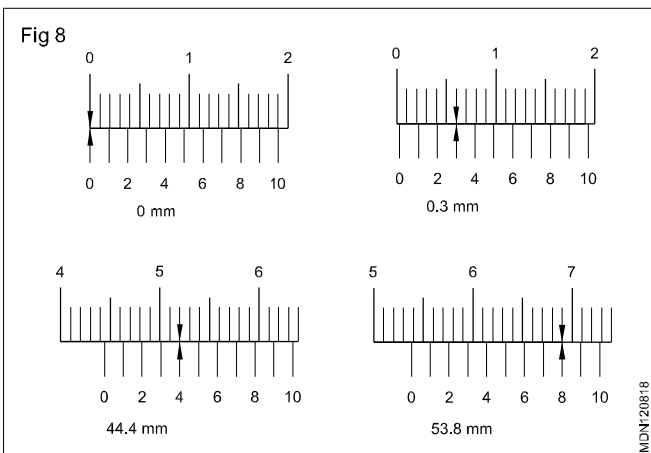 Fig 8
0 1 2
0 2 4 6 8 10
0 mm
0 1 2
0 2 4 6 8 10
0.3 mm
4 5 6
0 2 4 6 8 10
44.4 mm
5 6 7
0 2 4 6 8 10
53.8 mm
MDN120818